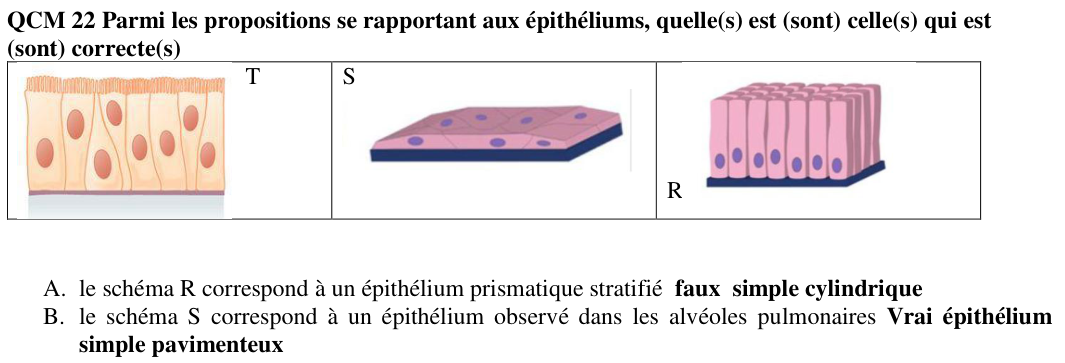 QCM 22 Parmi les propositions se rapportant aux épithéliums, quelle(s) est (sont) celle(s) qui est
(sont) correcte(s)
T
S
R
A. le schéma R correspond à un épithélium prismatique stratifié faux simple cylindrique
B. le schéma S correspond à un épithélium observé dans les alvéoles pulmonaires Vrai épithélium
simple pavimenteux